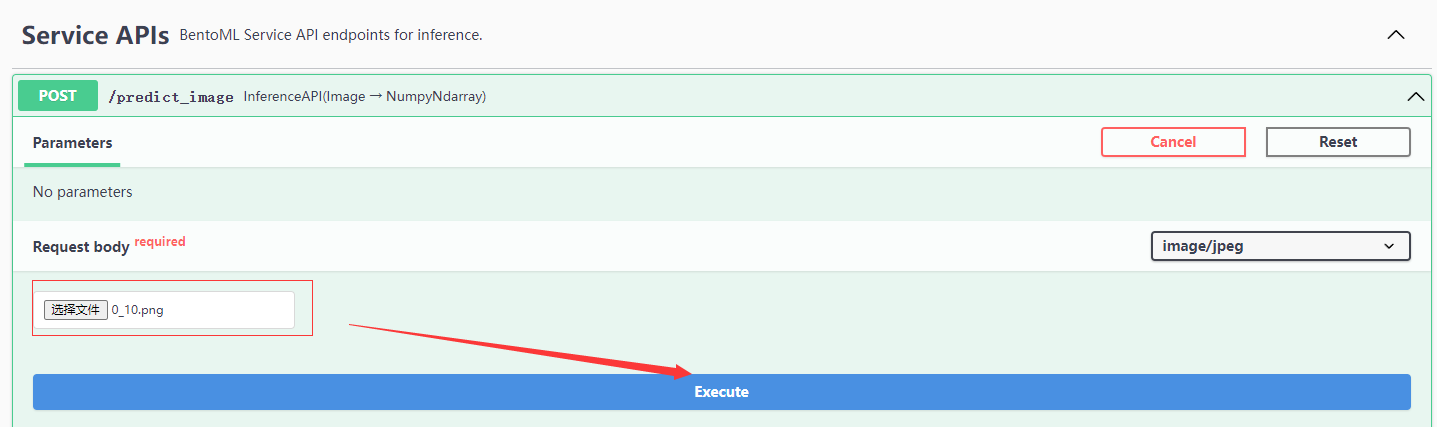 Service APIs BentoML Service API endpoints for inference.
POST /predict_image InferenceAPI(Image → NumpyNdarray)
Parameters Cancel Reset
No parameters
Request body required image/jpeg
选择文件 0_10.png
Execute